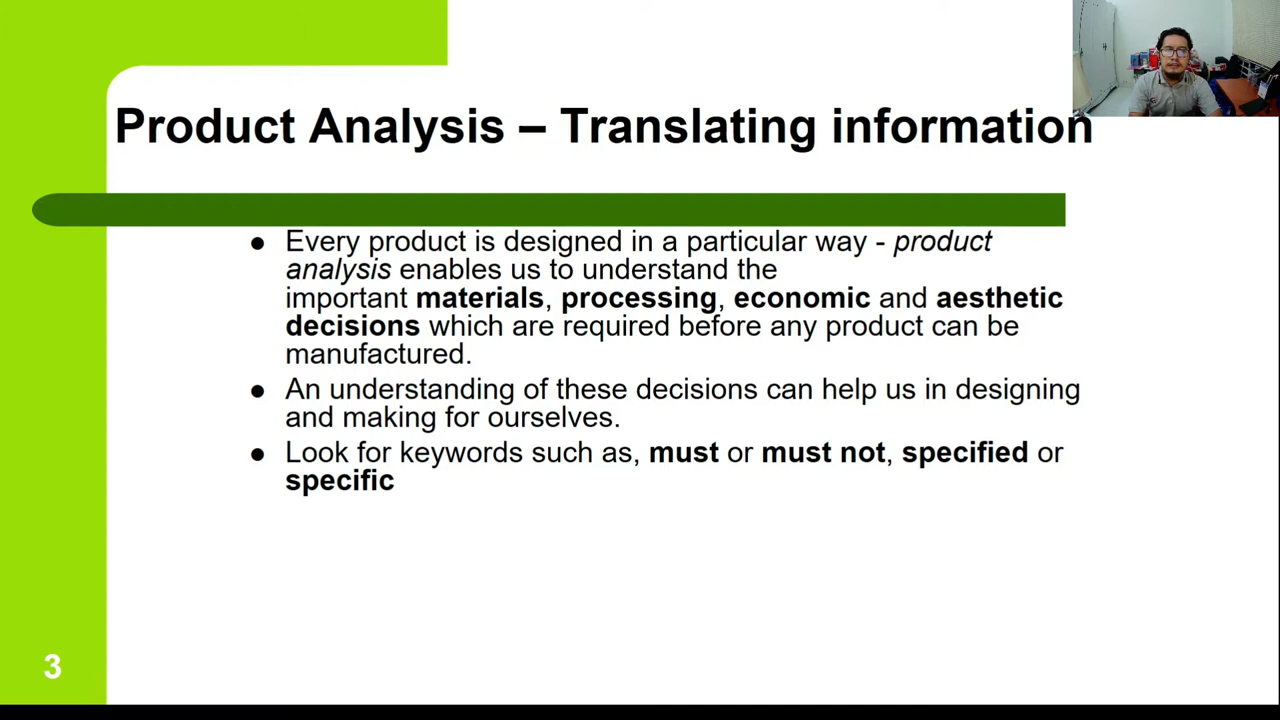 Product Analysis – Translating information
● Every product is designed in a particular way - product
analysis enables us to understand the
important materials, processing, economic and aesthetic
decisions which are required before any product can be
manufactured.
● An understanding of these decisions can help us in designing
and making for ourselves.
● Look for keywords such as, must or must not, specified or
specific
3